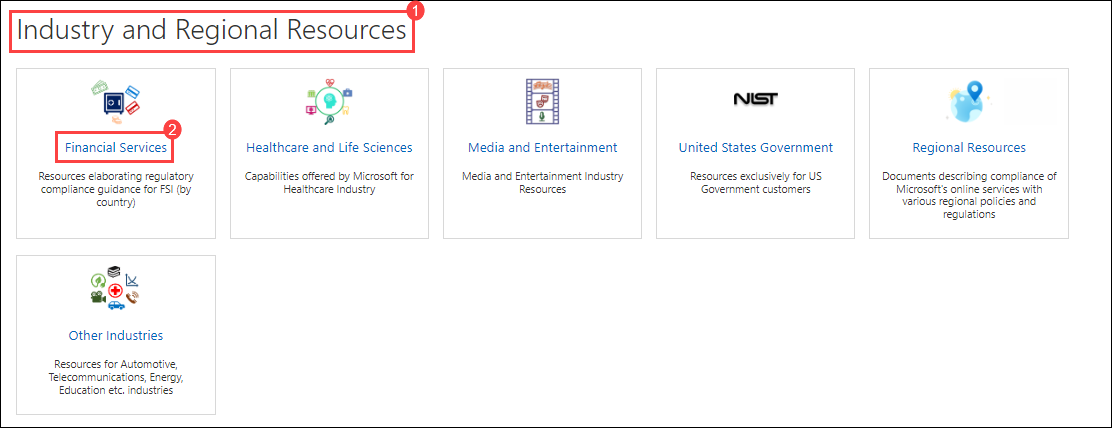 Industry and Regional Resources
1
2
Financial Services
Resources elaborating regulatory
compliance guidance for FSI (by
country)
Healthcare and Life Sciences
Capabilities offered by Microsoft for
Healthcare Industry
Media and Entertainment
Media and Entertainment Industry
Resources
NIST
United States Government
Resources exclusively for US
Government customers
Regional Resources
Documents describing compliance of
Microsoft's online services with
various regional policies and
regulations
Other Industries
Resources for Automotive,
Telecommunications, Energy,
Education etc. industries